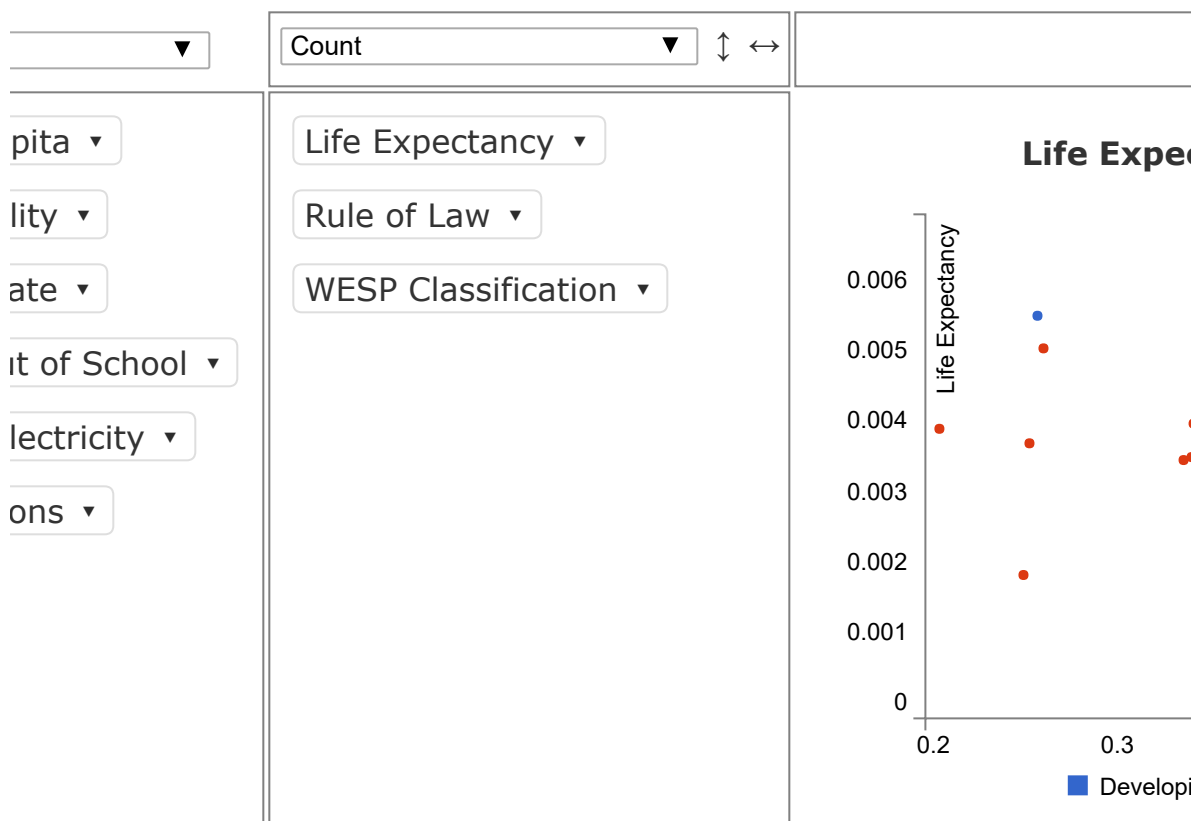 Count
pita
lity
ate
ut of School
lectricity
ons
Life Expectancy
Rule of Law
WESP Classification
Life Expec
Life Expectancy
0.006
0.005
0.004
0.003
0.002
0.001
0
0.2 0.3
Developi